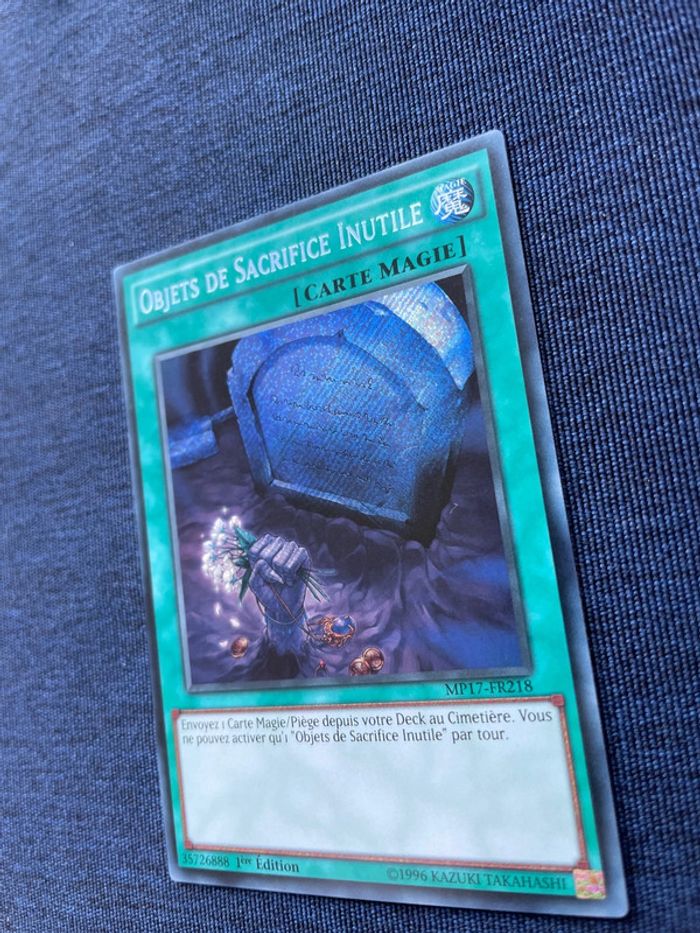 OBJETS DE SACRIFICE INUTILE
MAGIE
魔
[CARTE MAGIE]
MP17-FR218
Envoyez 1 Carte Magie/Piège depuis votre Deck au Cimetière. Vous
ne pouvez activer qu'1 "Objets de Sacrifice Inutile" par tour.
35726888 1ère Édition
©1996 KAZUKI TAKAHASHI